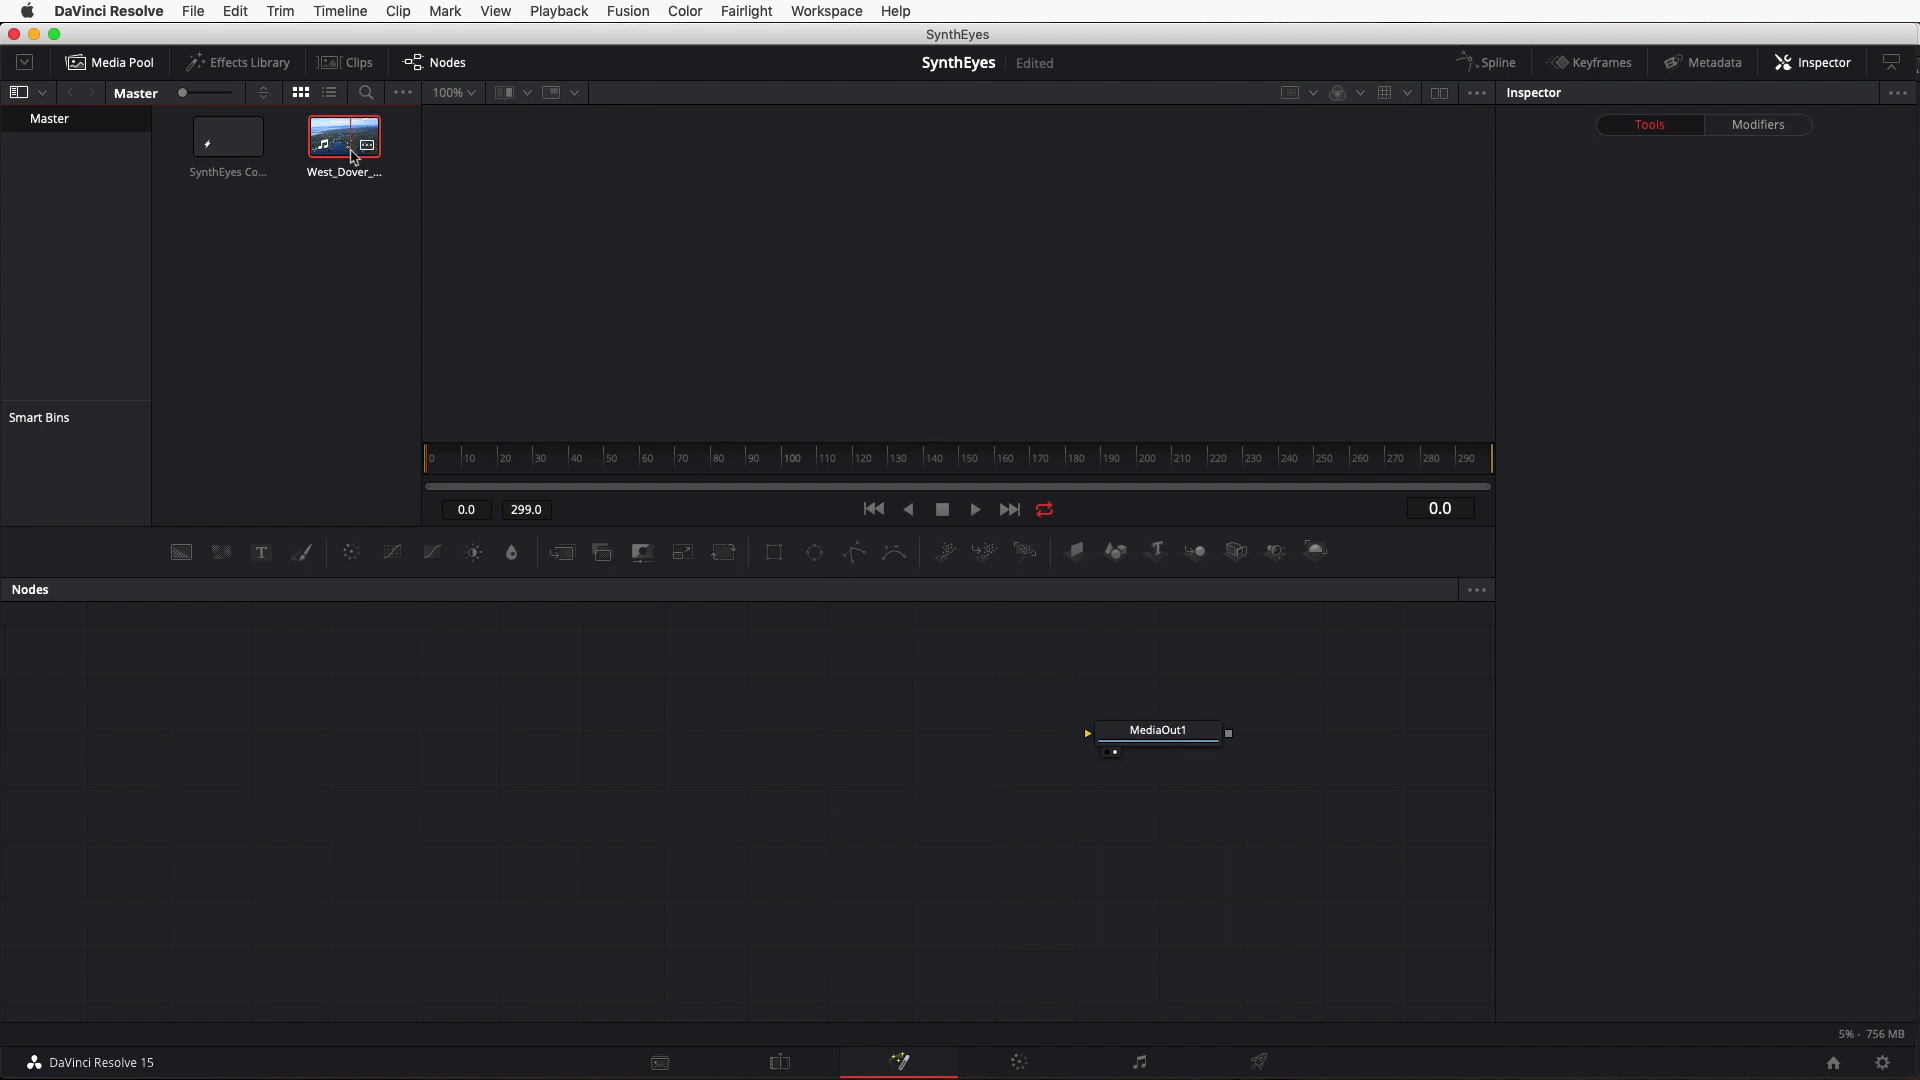 DaVinci Resolve File Edit Trim Timeline Clip Mark View Playback Fusion Color Fairlight Workspace Help
SynthEyes
Media Pool Effects Library Clips Nodes SynthEyes Edited Spline Keyframes Metadata Inspector
Master 100% Inspector
Master
Tools Modifiers
SynthEyes Co... West_Dover_...
Smart Bins
0 10 20 30 40 50 60 70 80 90 100 110 120 130 140 150 160 170 180 190 200 210 220 230 240 250 260 270 280 290
0.0 299.0 0.0
T
Nodes
MediaOut1
5% - 756 MB
DaVinci Resolve 15